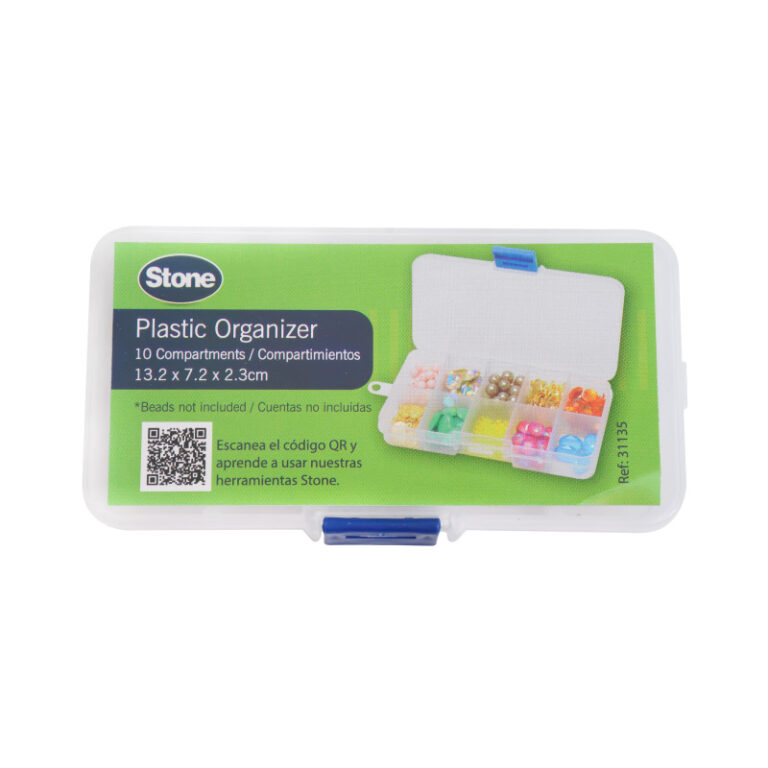 Stone
Plastic Organizer
10 Compartments / Compartimientos
13.2 x 7.2 x 2.3cm
*Beads not included / Cuentas no incluidas
Escanea el código QR y
aprende a usar nuestras
herramientas Stone.
Ref: 31135